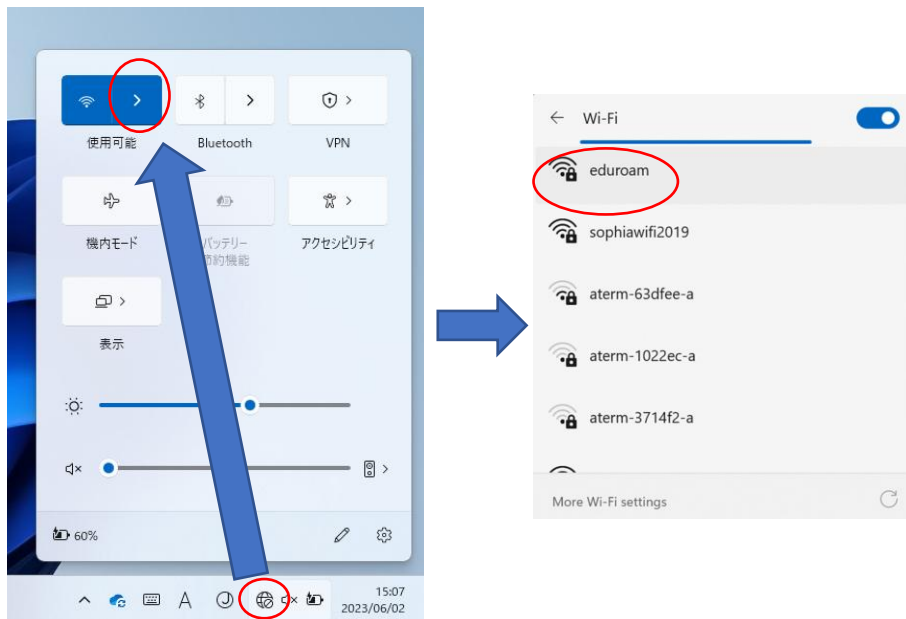 使用可能
Bluetooth
VPN
機内モード
バッテリー
節約機能
アクセシビリティ
表示
60%
A
15:07
2023/06/02
Wi-Fi
eduroam
sophiawifi2019
aterm-63dfee-a
aterm-1022ec-a
aterm-3714f2-a
More Wi-Fi settings